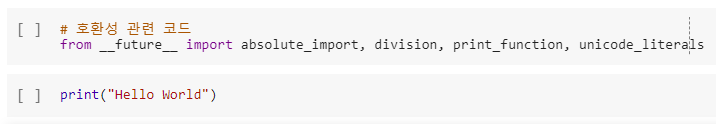 [ ] # 호환성 관련 코드
from __future__ import absolute_import, division, print_function, unicode_literals
[ ] print("Hello World")